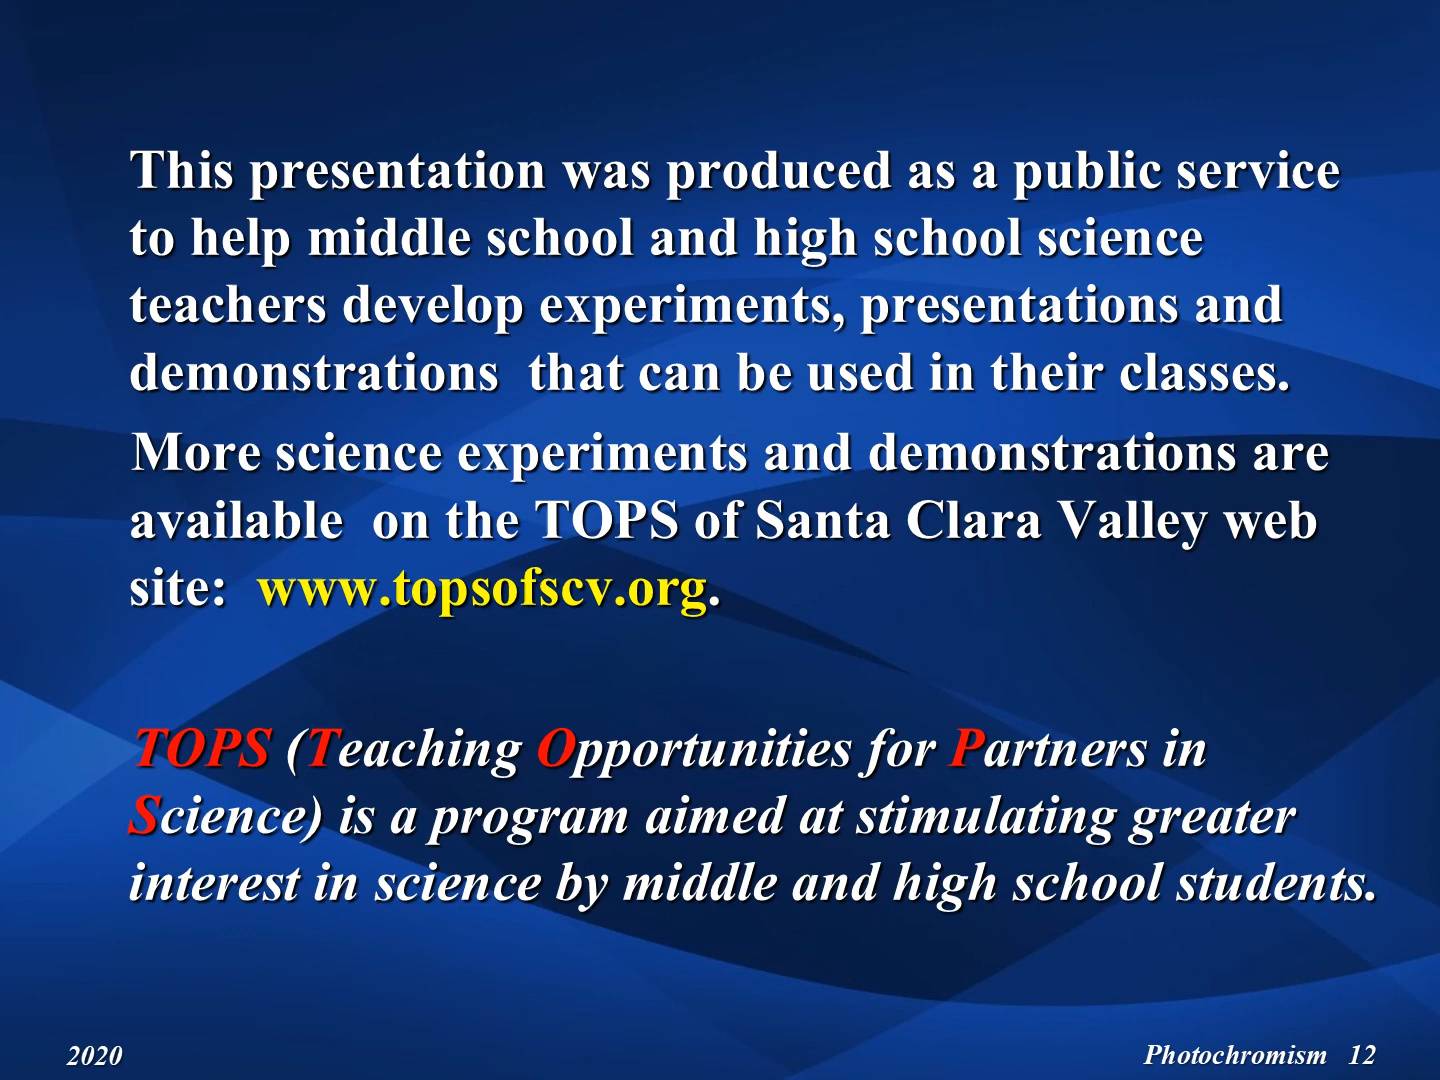 This presentation was produced as a public service
to help middle school and high school science
teachers develop experiments, presentations and
demonstrations  that can be used in their classes.
More science experiments and demonstrations are
available  on the TOPS of Santa Clara Valley web
site:  www.topsofscv.org.
TOPS (Teaching Opportunities for Partners in
Science) is a program aimed at stimulating greater
interest in science by middle and high school students.
2020
Photochromism  12